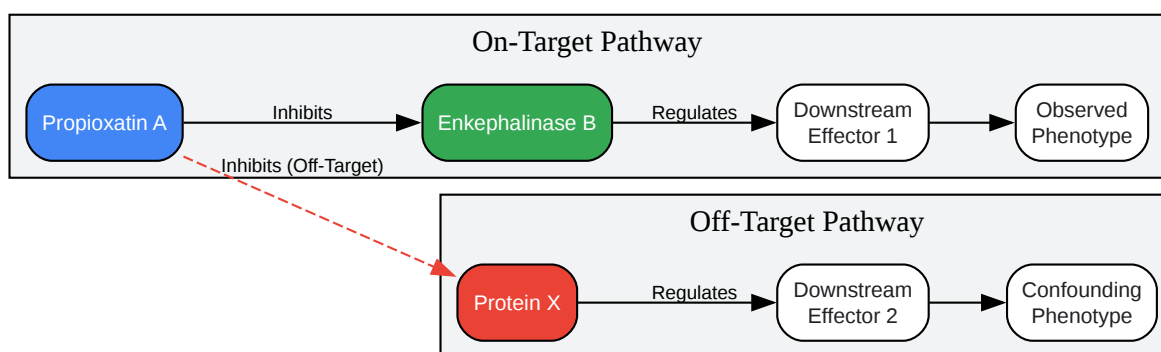 On-Target Pathway
Propioxatin A
Inhibits
Enkephalinase B
Regulates
Downstream
Effector 1
Observed
Phenotype
Inhibits (Off-Target)
Off-Target Pathway
Protein X
Regulates
Downstream
Effector 2
Confounding
Phenotype